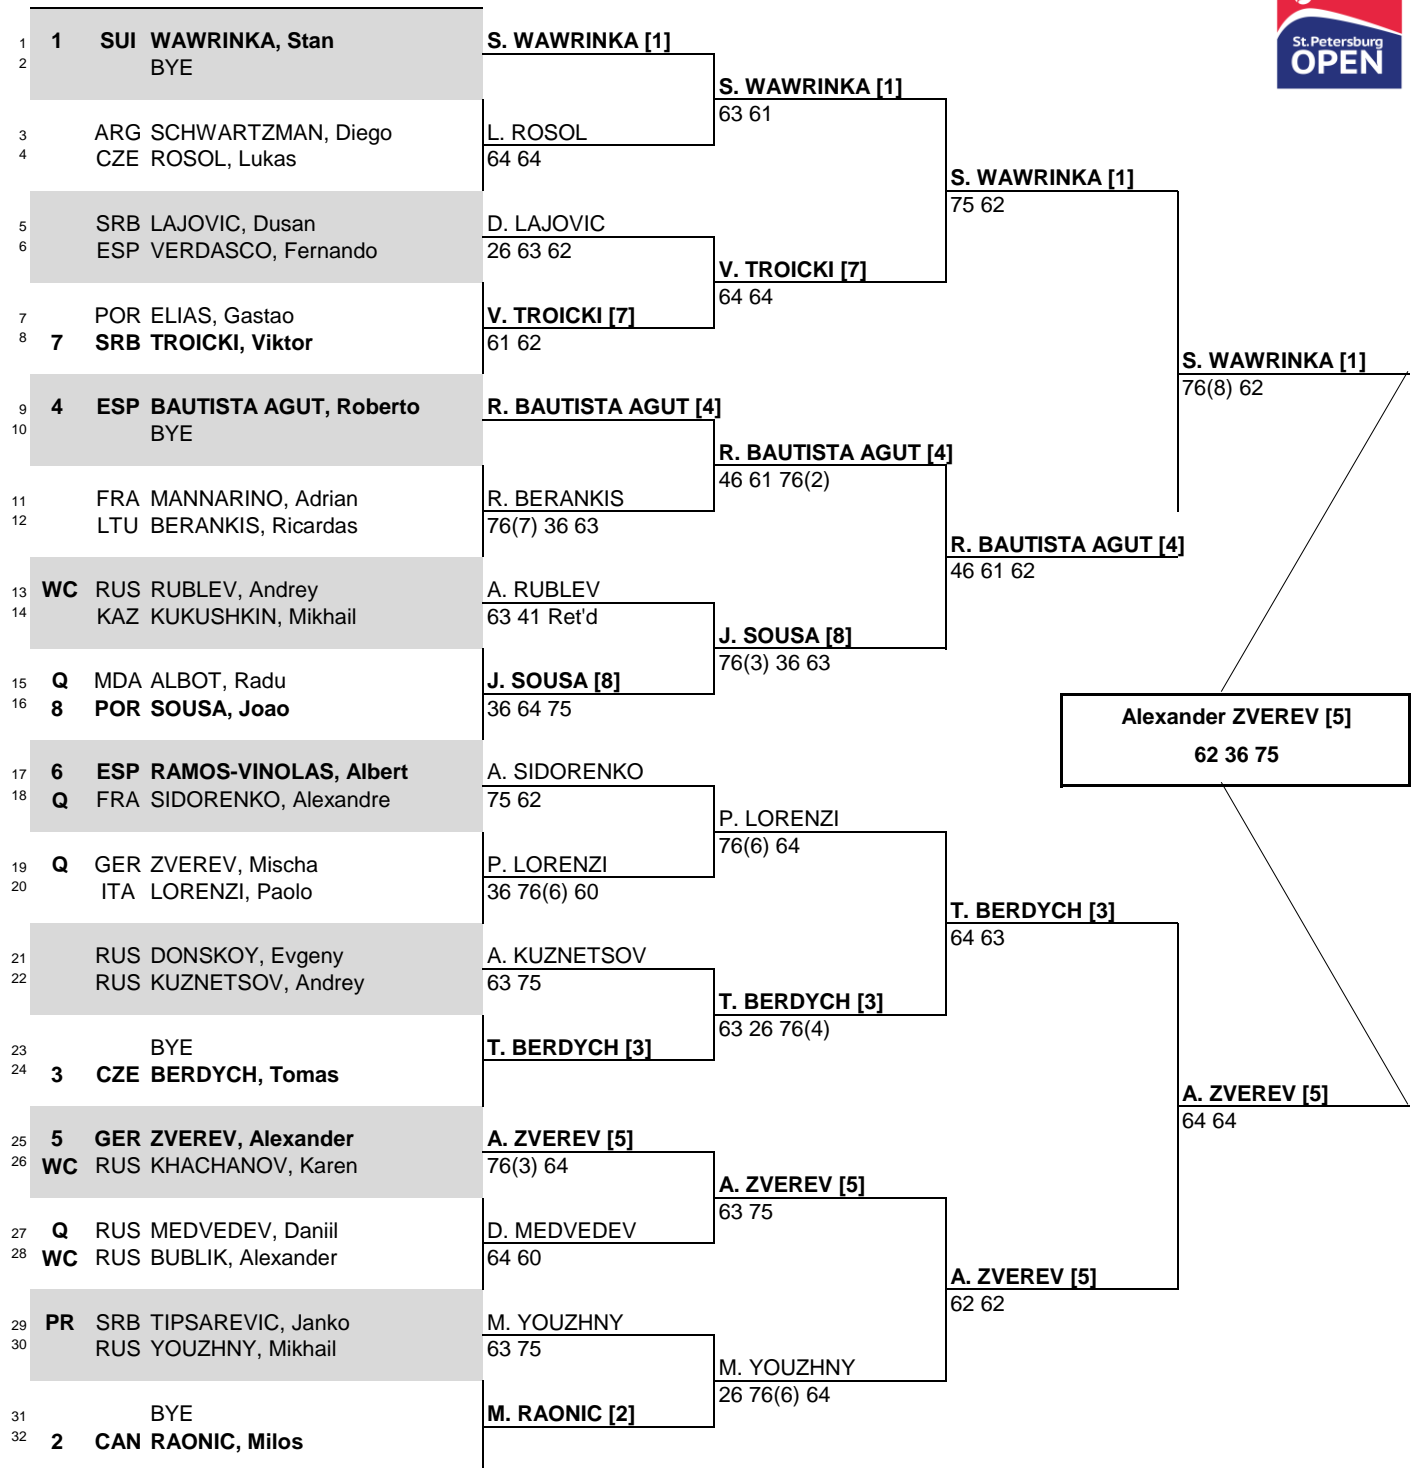 St.Petersburg
OPEN
1 1 SUI WAWRINKA, Stan
2 BYE
3 ARG SCHWARTZMAN, Diego
4 CZE ROSOL, Lukas
5 SRB LAJOVIC, Dusan
6 ESP VERDASCO, Fernando
7 POR ELIAS, Gastao
8 7 SRB TROICKI, Viktor
9 4 ESP BAUTISTA AGUT, Roberto
10 BYE
11 FRA MANNARINO, Adrian
12 LTU BERANKIS, Ricardas
13 WC RUS RUBLEV, Andrey
14 KAZ KUKUSHKIN, Mikhail
15 Q MDA ALBOT, Radu
16 8 POR SOUSA, Joao
17 6 ESP RAMOS-VINOLAS, Albert
18 Q FRA SIDORENKO, Alexandre
19 Q GER ZVEREV, Mischa
20 ITA LORENZI, Paolo
21 RUS DONSKOY, Evgeny
22 RUS KUZNETSOV, Andrey
23 BYE
24 3 CZE BERDYCH, Tomas
25 5 GER ZVEREV, Alexander
26 WC RUS KHACHANOV, Karen
27 Q RUS MEDVEDEV, Daniil
28 WC RUS BUBLIK, Alexander
29 PR SRB TIPSAREVIC, Janko
30 RUS YOUZHNY, Mikhail
31 BYE
32 2 CAN RAONIC, Milos
S. WAWRINKA [1]
L. ROSOL
64 64
D. LAJOVIC
26 63 62
V. TROICKI [7]
61 62
R. BAUTISTA AGUT [4]
R. BERANKIS
76(7) 36 63
A. RUBLEV
63 41 Ret'd
J. SOUSA [8]
36 64 75
A. SIDORENKO
75 62
P. LORENZI
36 76(6) 60
A. KUZNETSOV
63 75
T. BERDYCH [3]
A. ZVEREV [5]
76(3) 64
D. MEDVEDEV
64 60
M. YOUZHNY
63 75
M. RAONIC [2]
S. WAWRINKA [1]
63 61
V. TROICKI [7]
64 64
R. BAUTISTA AGUT [4]
46 61 76(2)
J. SOUSA [8]
76(3) 36 63
P. LORENZI
76(6) 64
T. BERDYCH [3]
63 26 76(4)
A. ZVEREV [5]
63 75
M. YOUZHNY
26 76(6) 64
S. WAWRINKA [1]
75 62
R. BAUTISTA AGUT [4]
46 61 62
T. BERDYCH [3]
64 63
A. ZVEREV [5]
62 62
S. WAWRINKA [1]
76(8) 62
A. ZVEREV [5]
64 64
Alexander ZVEREV [5]
62 36 75